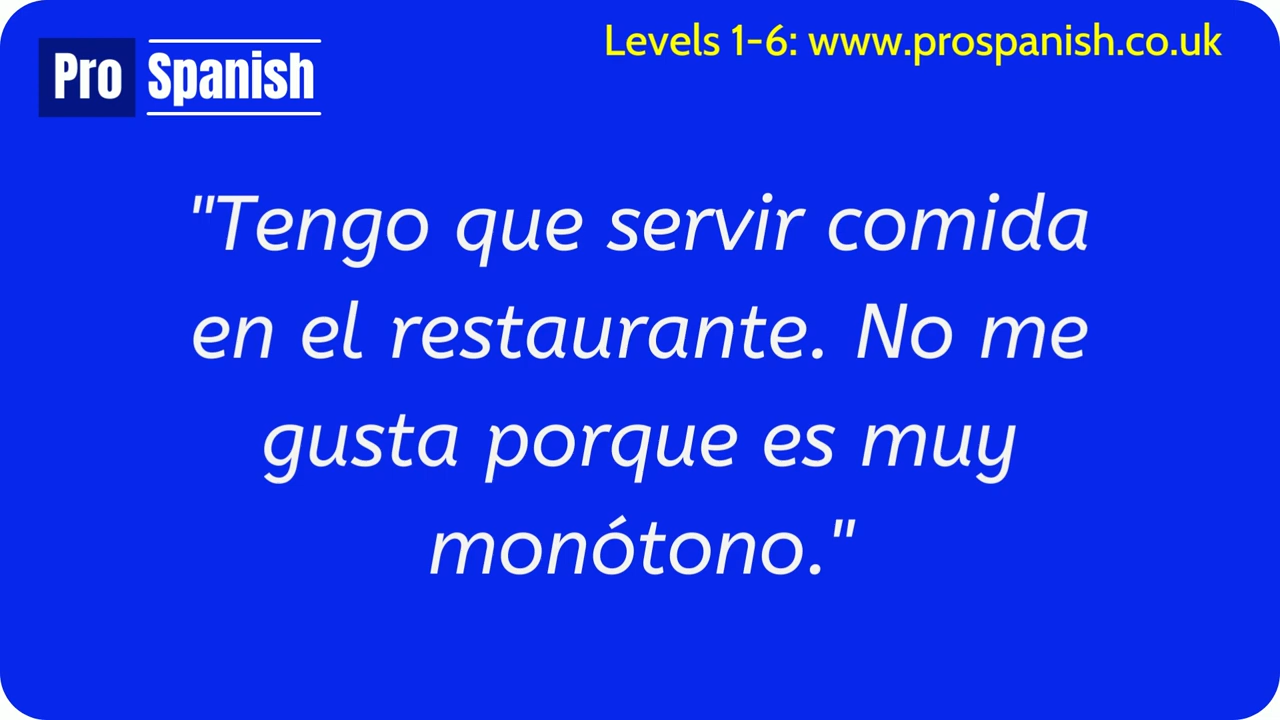 Pro Spanish
Levels 1-6: www.prospanish.co.uk
"Tengo que servir comida
en el restaurante. No me
gusta porque es muy
monótono."